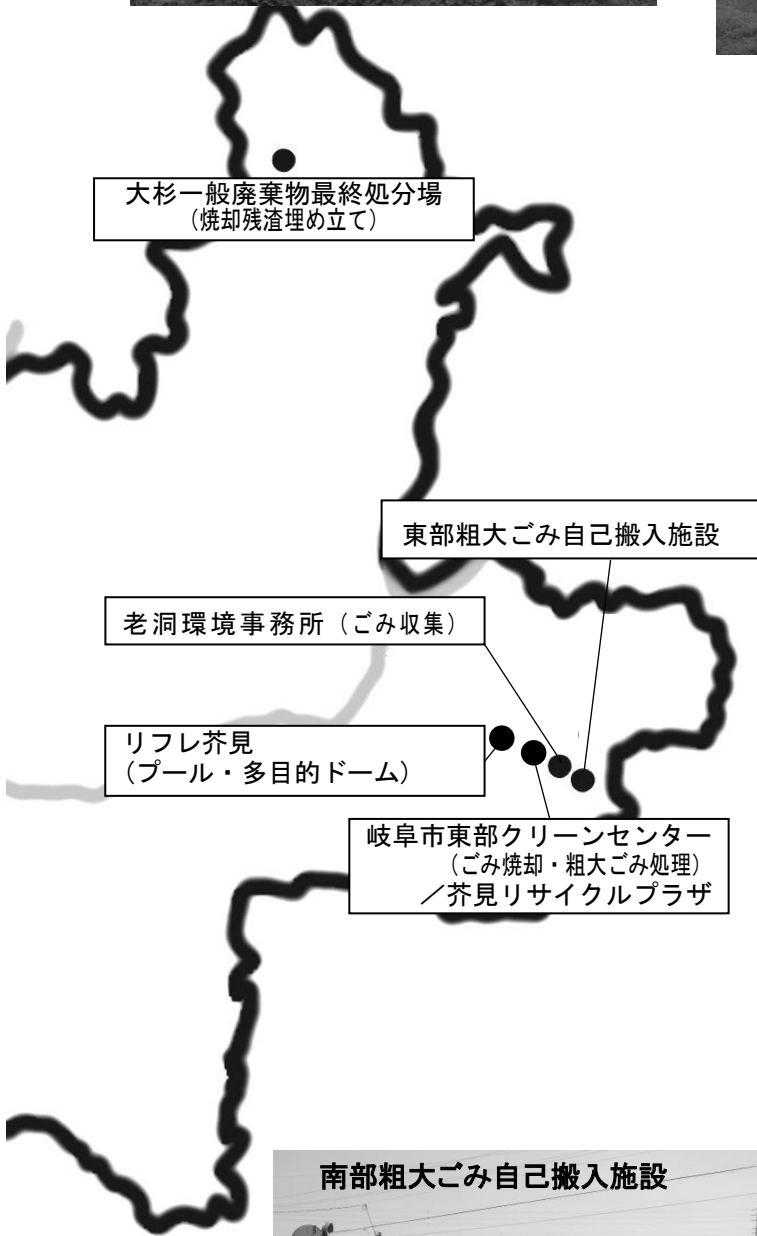 大杉一般廃棄物最終処分場
（焼却残渣埋め立て）
東部粗大ごみ自己搬入施設
老洞環境事務所（ごみ収集）
リフレ芥見
（プール・多目的ドーム）
岐阜市東部クリーンセンター
（ごみ焼却・粗大ごみ処理）
／芥見リサイクルプラザ
南部粗大ごみ自己搬入施設